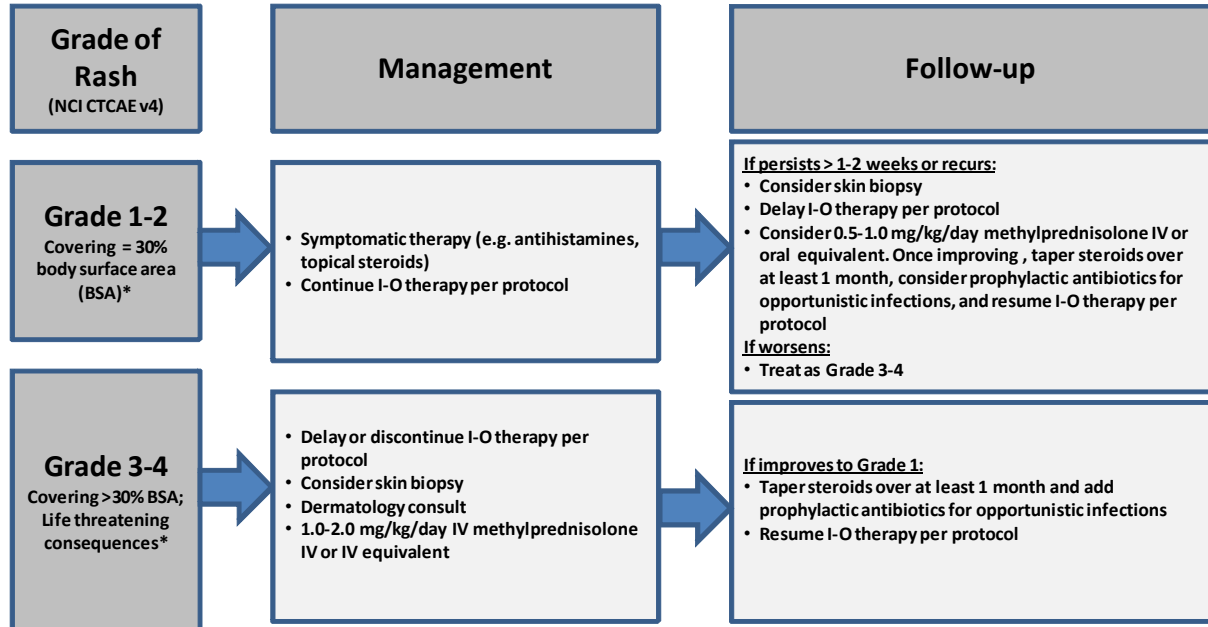 Grade of
Rash
(NCI CTCAE v4)
Management
Follow-up
Grade 1-2
Covering = 30%
body surface area
(BSA)*
• Symptomatic therapy (e.g. antihistamines,
topical steroids)
• Continue I-O therapy per protocol
If persists > 1-2 weeks or recurs:
• Consider skin biopsy
• Delay I-O therapy per protocol
• Consider 0.5-1.0 mg/kg/day methylprednisolone IV or
oral equivalent. Once improving , taper steroids over
at least 1 month, consider prophylactic antibiotics for
opportunistic infections, and resume I-O therapy per
protocol
If worsens:
• Treat as Grade 3-4
Grade 3-4
Covering >30% BSA;
Life threatening
consequences*
• Delay or discontinue I-O therapy per
protocol
• Consider skin biopsy
• Dermatology consult
• 1.0-2.0 mg/kg/day IV methylprednisolone
IV or IV equivalent
If improves to Grade 1:
• Taper steroids over at least 1 month and add
prophylactic antibiotics for opportunistic infections
• Resume I-O therapy per protocol